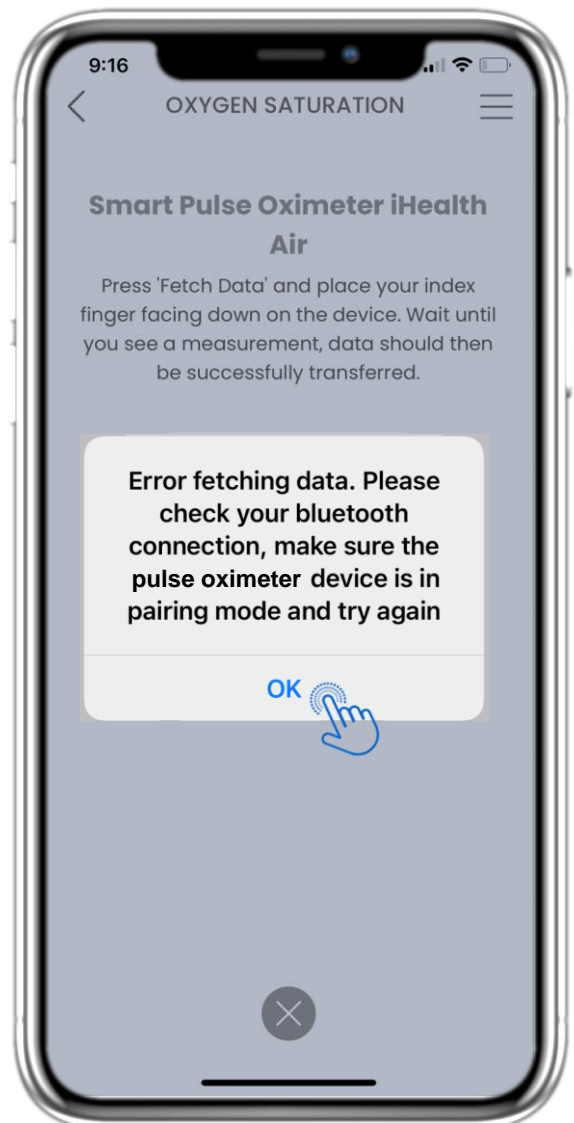 9:16
OXYGEN SATURATION
Smart Pulse Oximeter iHealth
Air
Press 'Fetch Data' and place your index
finger facing down on the device. Wait until
you see a measurement, data should then
be successfully transferred.
Error fetching data. Please
check your bluetooth
connection, make sure the
pulse oximeter device is in
pairing mode and try again
OK